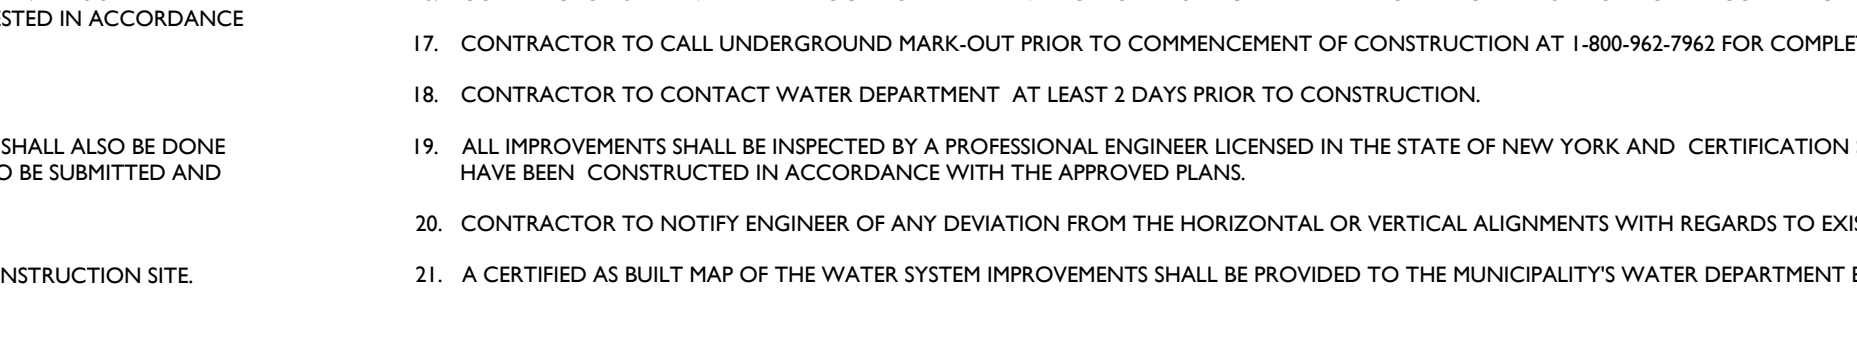 ESTED IN ACCORDANCE
SHALL ALSO BE DONE
O BE SUBMITTED AND
NSTRUCTION SITE.
17. CONTRACTOR TO CALL UNDERGROUND MARK-OUT PRIOR TO COMMENCEMENT OF CONSTRUCTION AT 1-800-962-7962 FOR COMPLE
18. CONTRACTOR TO CONTACT WATER DEPARTMENT AT LEAST 2 DAYS PRIOR TO CONSTRUCTION.
19. ALL IMPROVEMENTS SHALL BE INSPECTED BY A PROFESSIONAL ENGINEER LICENSED IN THE STATE OF NEW YORK AND CERTIFICATION
HAVE BEEN CONSTRUCTED IN ACCORDANCE WITH THE APPROVED PLANS.
20. CONTRACTOR TO NOTIFY ENGINEER OF ANY DEVIATION FROM THE HORIZONTAL OR VERTICAL ALIGNMENTS WITH REGARDS TO EXIS
21. A CERTIFIED AS BUILT MAP OF THE WATER SYSTEM IMPROVEMENTS SHALL BE PROVIDED TO THE MUNICIPALITY'S WATER DEPARTMENT